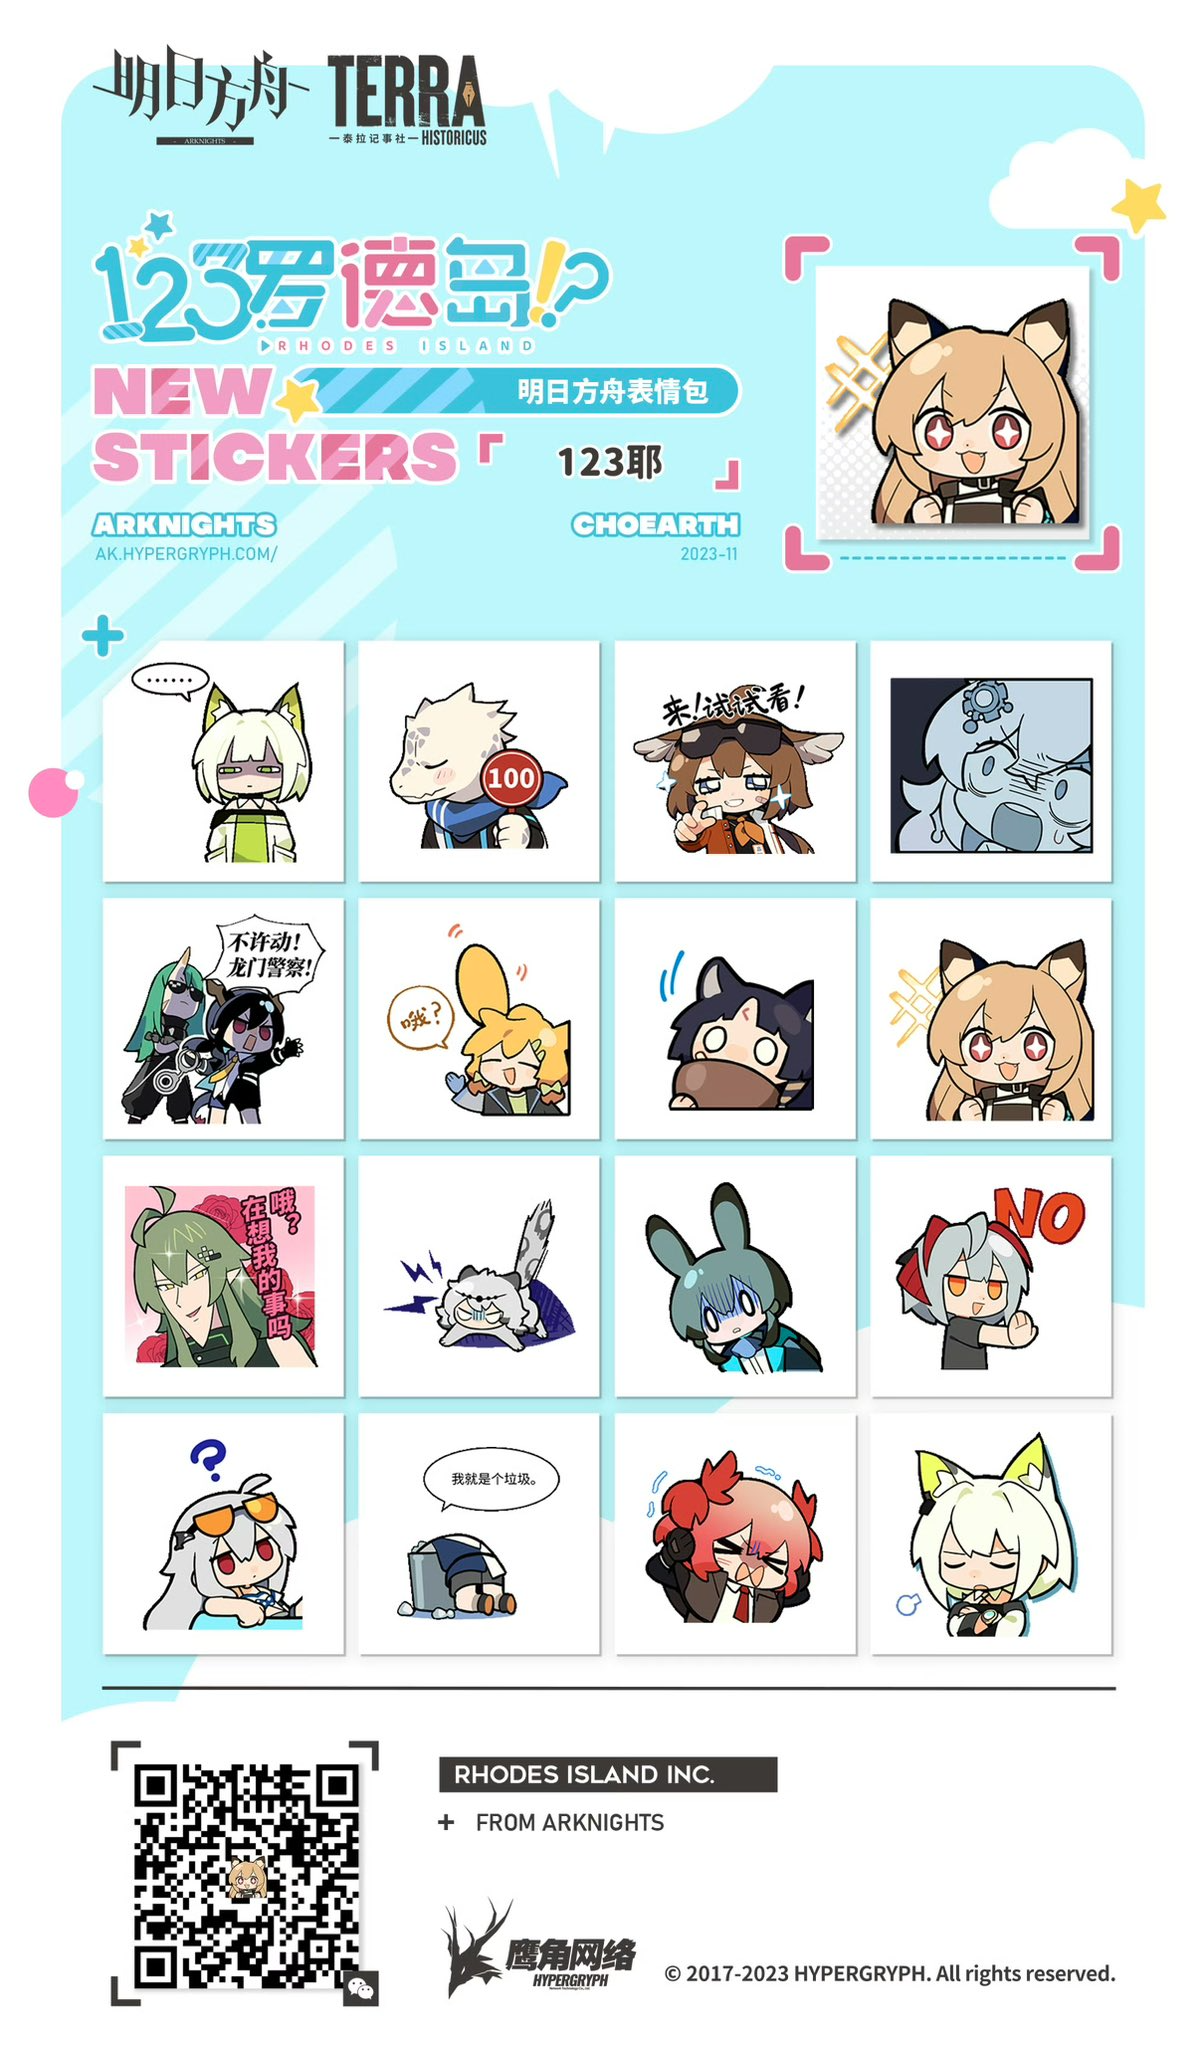 明日方舟
ARKNIGHTS
TERRA
泰拉记事社
HISTORICUS
123罗德岛!?
RHODES ISLAND
NEW
STICKERS
明日方舟表情包
123耶
ARKNIGHTS
AK.HYPERGRYPH.COM/
CHOEARTH
2023-11
······
100
来!试试看!
不许动!
龙门警察!
哦?
哦?
在想我的事吗
NO
?
我就是个垃圾。
RHODES ISLAND INC.
+ FROM ARKNIGHTS
鹰角网络
HYPERGRYPH
© 2017-2023 HYPERGRYPH. All rights reserved.